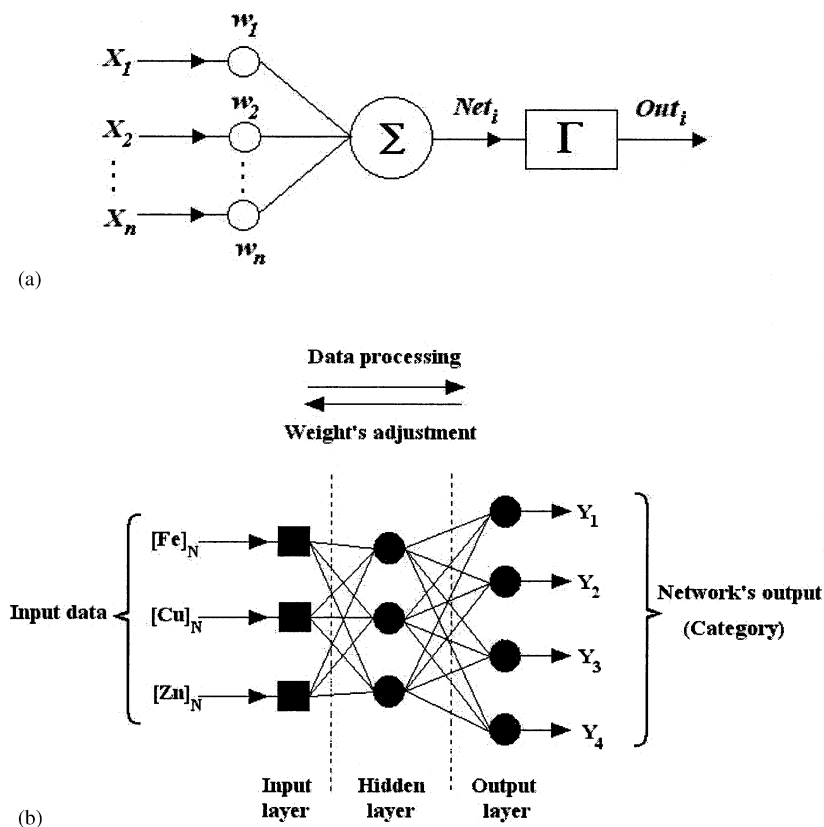 w1
X1
w2
X2
Σ
Neti
Γ
Outi
Xn
wn
(a)
Data processing
Weight's adjustment
Input data
[Fe]N
[Cu]N
[Zn]N
Y1
Y2
Y3
Y4
Network's output
(Category)
Input
layer
Hidden
layer
Output
layer
(b)